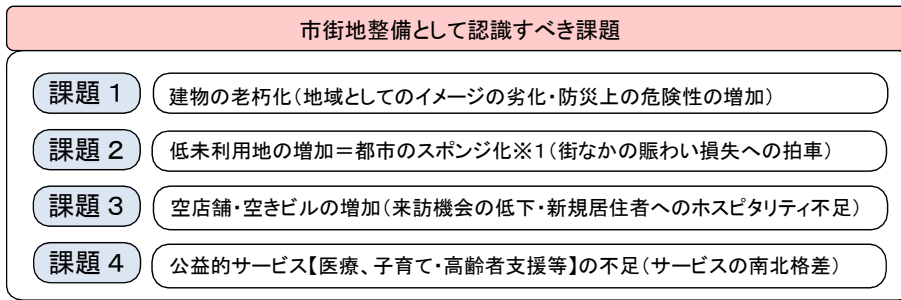 市街地整備として認識すべき課題
課題1 建物の老朽化(地域としてのイメージの劣化・防災上の危険性の増加)
課題2 低未利用地の増加=都市のスポンジ化※1(街なかの賑わい損失への拍車)
課題3 空店舗・空きビルの増加(来訪機会の低下・新規居住者へのホスピタリティ不足)
課題4 公益的サービス【医療、子育て・高齢者支援等】の不足(サービスの南北格差)